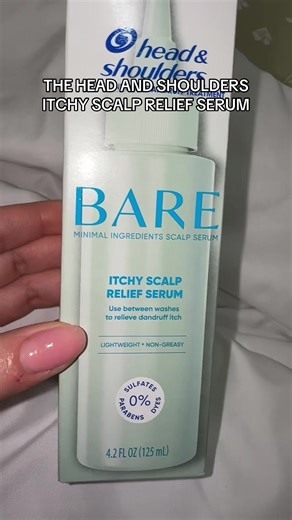 head &
shoulders
THE HEAD AND SHOULDERS
ITCHY SCALP RELIEF SERUM
TREATMENT
BARE
MINIMAL INGREDIENTS SCALP SERUM
ITCHY SCALP
RELIEF SERUM
Use between washes
to relieve dandruff itch
LIGHTWEIGHT + NON-GREASY
SULFATES
0%
PARABENS DYES
4.2 FL OZ (125 mL)